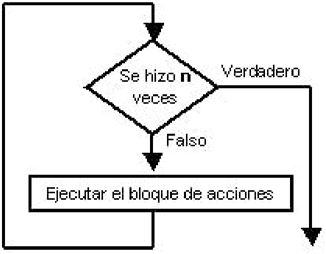 Se hizo n
veces
Verdadero
Falso
Ejecutar el bloque de acciones